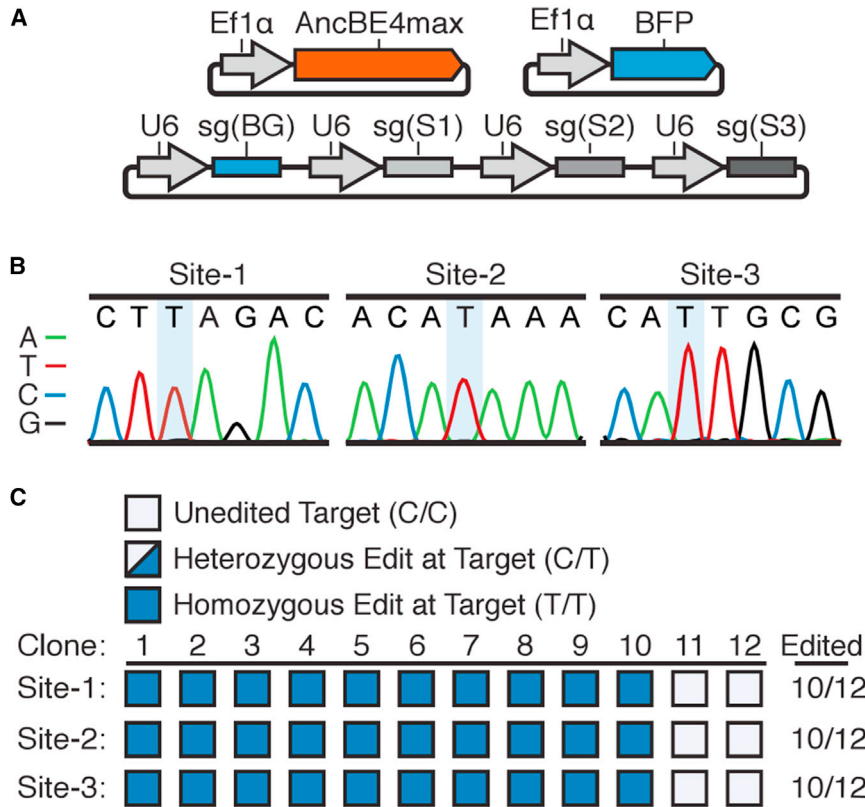 A
Ef1α AncBE4max Ef1α BFP
U6 sg(BG) U6 sg(S1) U6 sg(S2) U6 sg(S3)
B
Site-1 Site-2 Site-3
C T T A G A C A C A T A A A C A T T G C G
A
T
C
G
C
Unedited Target (C/C)
Heterozygous Edit at Target (C/T)
Homozygous Edit at Target (T/T)
Clone: 1 2 3 4 5 6 7 8 9 10 11 12 Edited
Site-1: 10/12
Site-2: 10/12
Site-3: 10/12